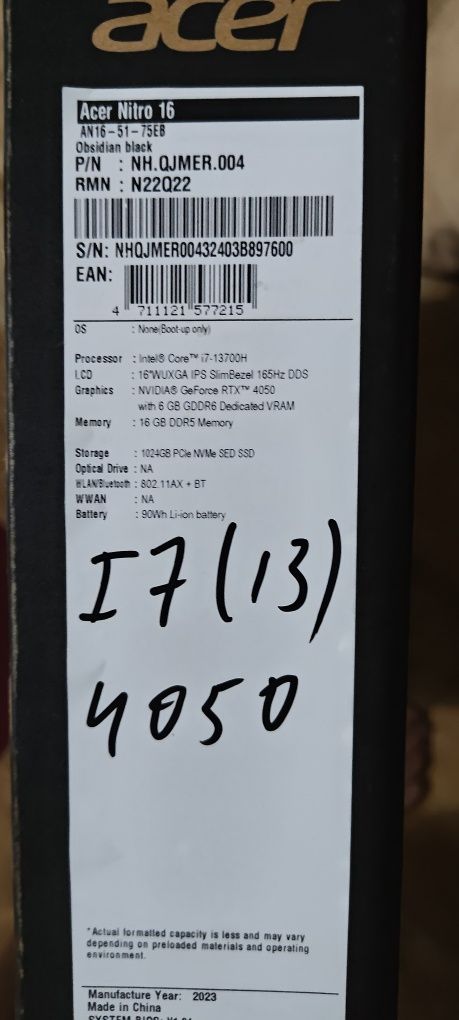 acer
Acer Nitro 16
AN16-51-75EB
Obsidian black
P/N : NH.QJMER.004
RMN : N22Q22
S/N: NHQJMER00432403B897600
EAN:
4 711121 577215
OS : None(Boot-up only)
Processor : Intel® Core™ i7-13700H
LCD : 16"WUXGA IPS SlimBezel 165Hz DDS
Graphics : NVIDIA® GeForce RTX™ 4050
with 6 GB GDDR6 Dedicated VRAM
Memory : 16 GB DDR5 Memory
Storage : 1024GB PCIe NVMe SED SSD
Optical Drive : NA
WLAN/Bluetooth : 802.11AX + BT
WWAN : NA
Battery : 90Wh Li-ion battery
I7 (13)
4050
*Actual formatted capacity is less and may vary
depending on preloaded materials and operating
environment.
Manufacture Year: 2023
Made in China
SYSTEM BIOS: